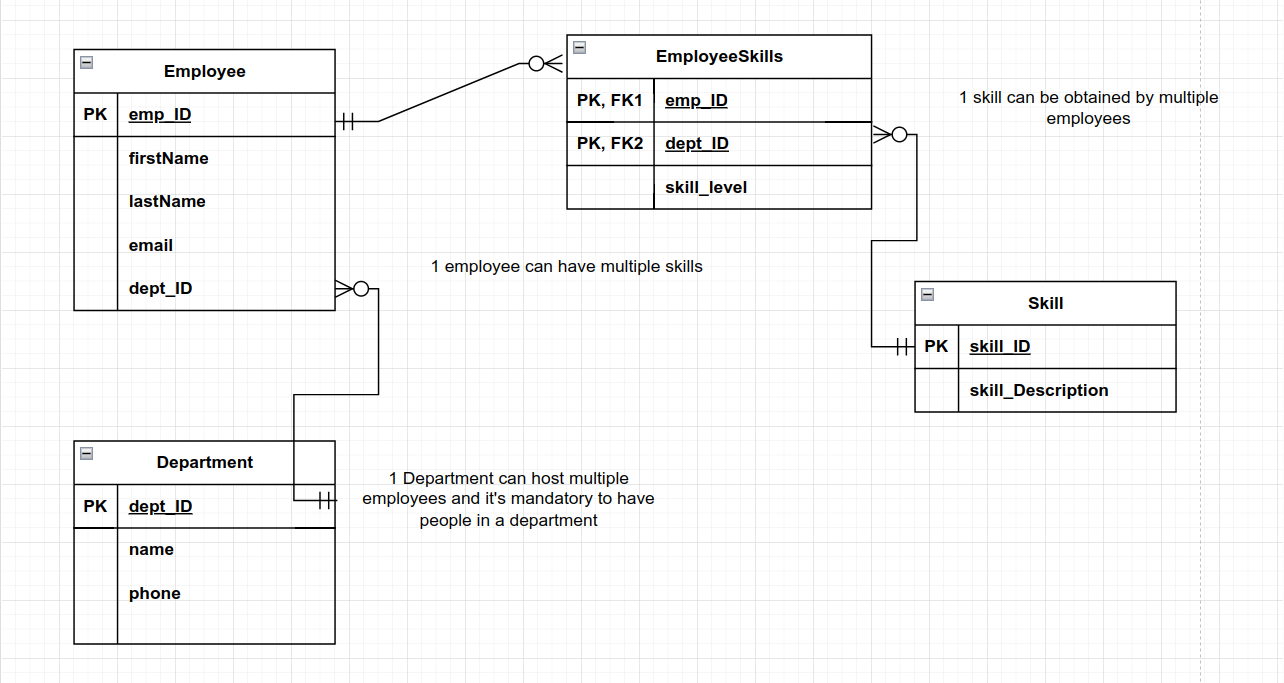 Employee
PK emp_ID
firstName
lastName
email
dept_ID
EmployeeSkills
PK, FK1 emp_ID
PK, FK2 dept_ID
skill_level
1 skill can be obtained by multiple
employees
1 employee can have multiple skills
Skill
PK skill_ID
skill_Description
Department
PK dept_ID
name
phone
1 Department can host multiple
employees and it's mandatory to have
people in a department